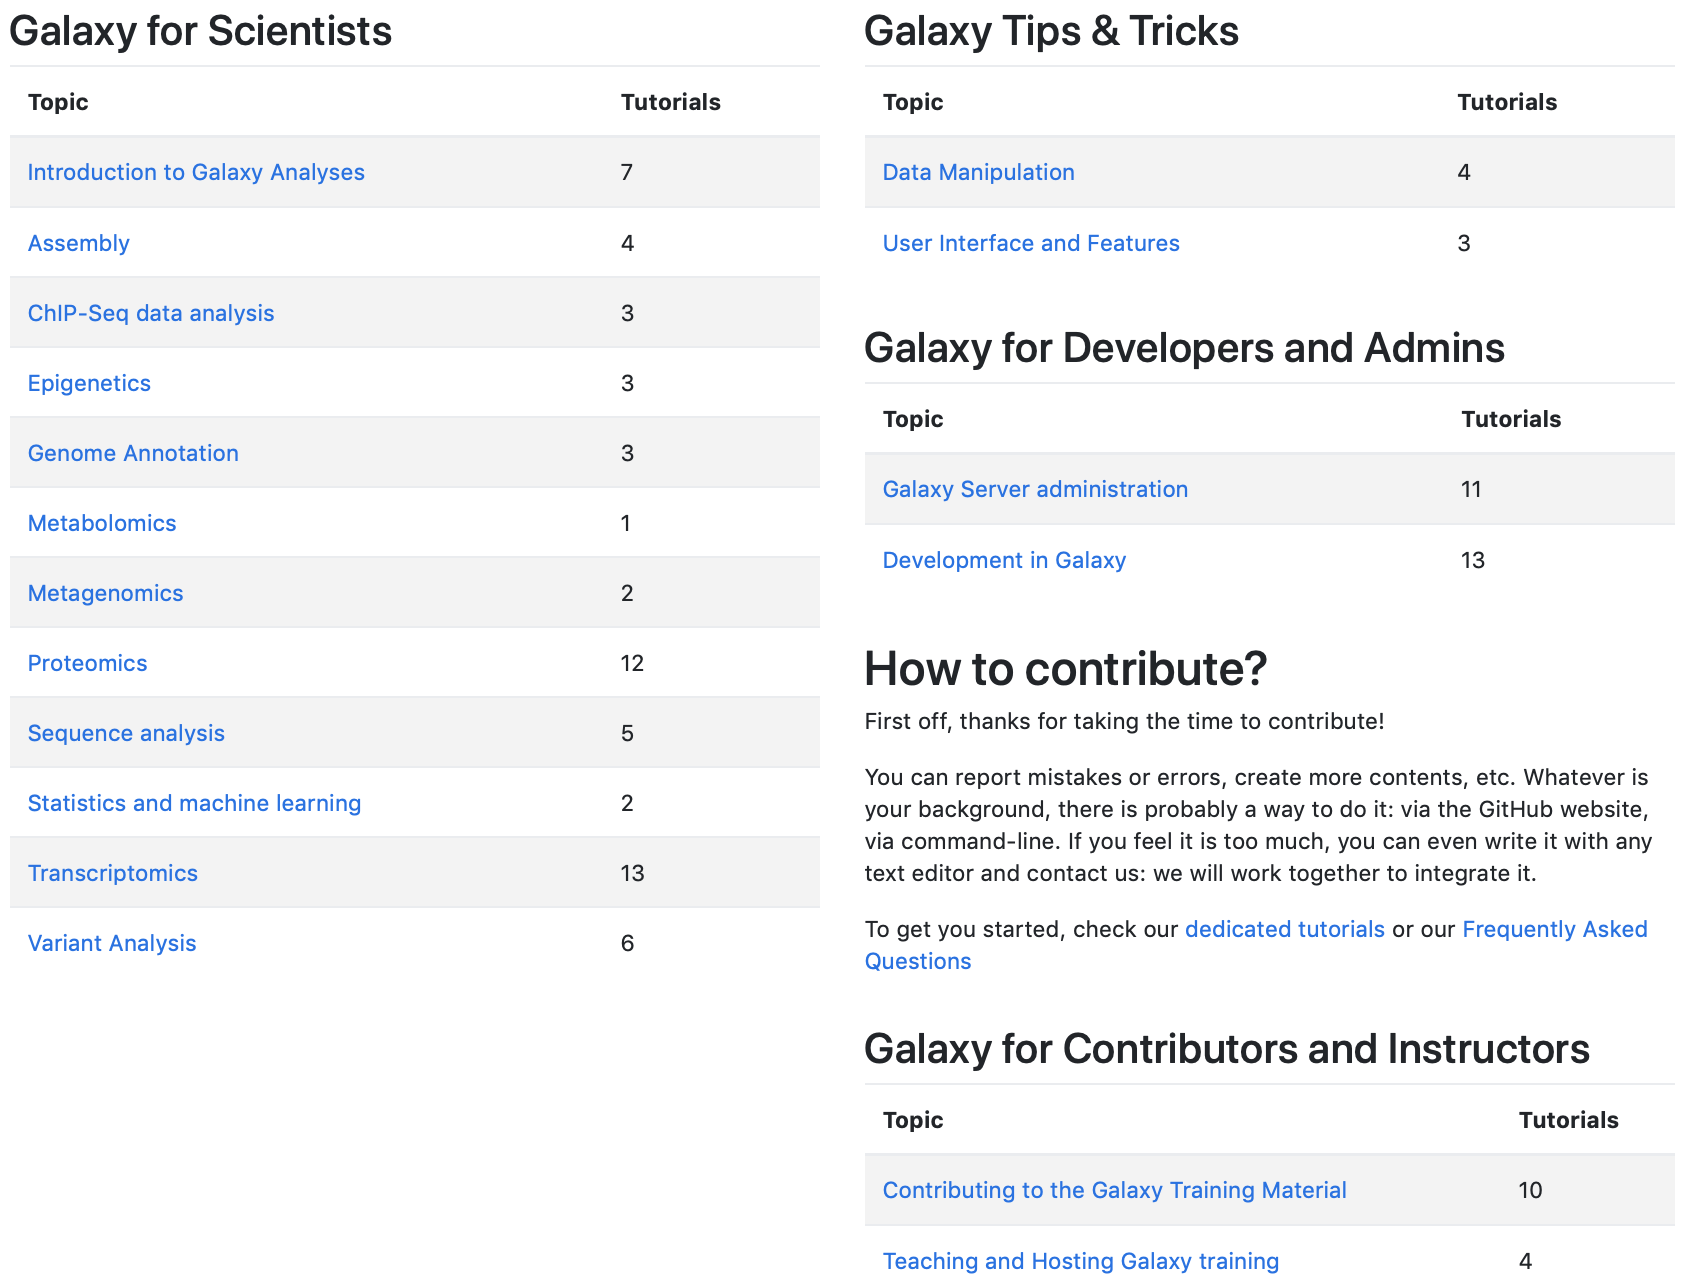 Galaxy for Scientists
Topic Tutorials
Introduction to Galaxy Analyses 7
Assembly 4
ChIP-Seq data analysis 3
Epigenetics 3
Genome Annotation 3
Metabolomics 1
Metagenomics 2
Proteomics 12
Sequence analysis 5
Statistics and machine learning 2
Transcriptomics 13
Variant Analysis 6
Galaxy Tips & Tricks
Topic Tutorials
Data Manipulation 4
User Interface and Features 3
Galaxy for Developers and Admins
Topic Tutorials
Galaxy Server administration 11
Development in Galaxy 13
How to contribute?
First off, thanks for taking the time to contribute!
You can report mistakes or errors, create more contents, etc. Whatever is
your background, there is probably a way to do it: via the GitHub website,
via command-line. If you feel it is too much, you can even write it with any
text editor and contact us: we will work together to integrate it.
To get you started, check our dedicated tutorials or our Frequently Asked
Questions
Galaxy for Contributors and Instructors
Topic Tutorials
Contributing to the Galaxy Training Material 10
Teaching and Hosting Galaxy training 4